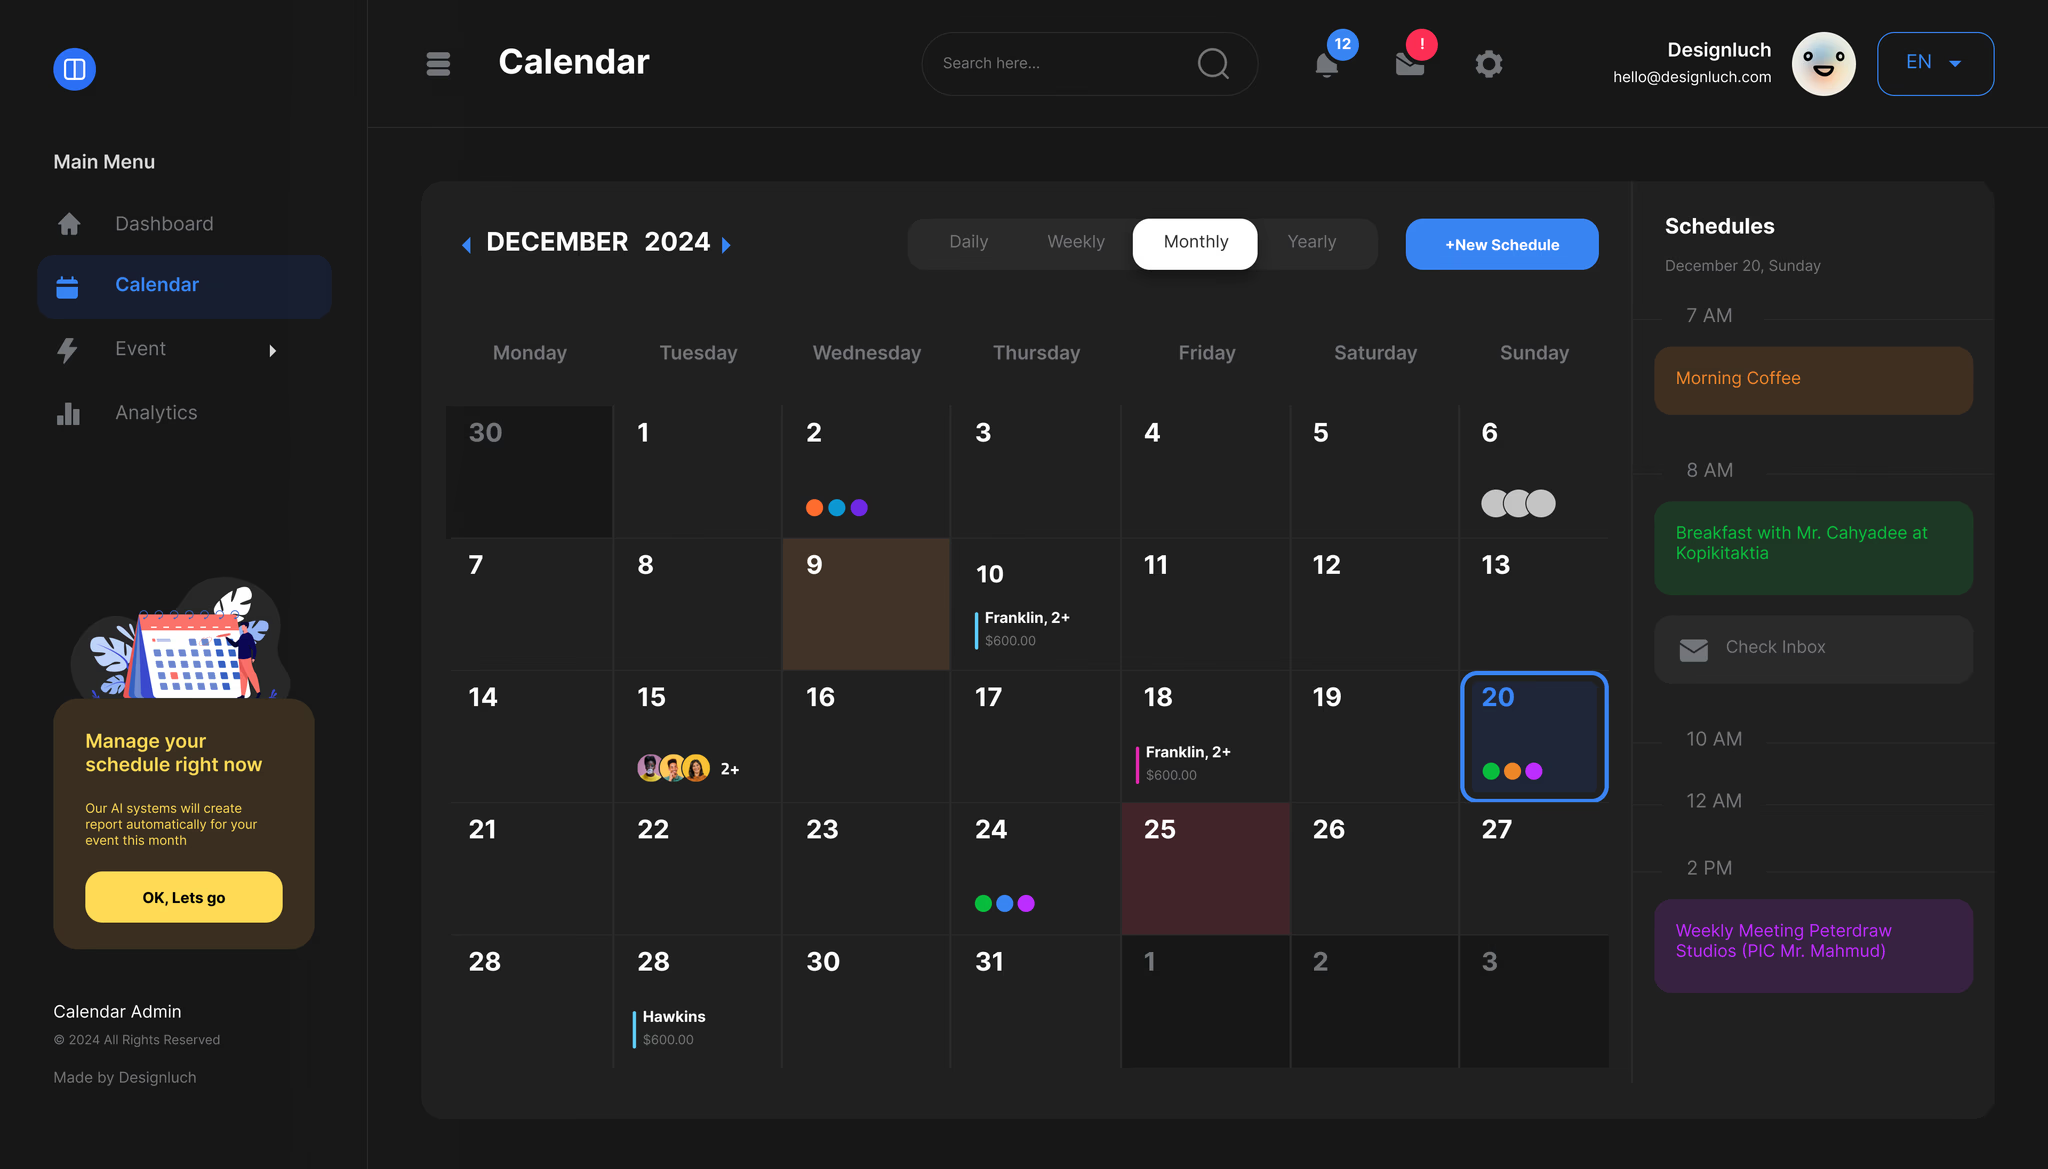 Calendar
Search here...
12
!
Designluch
hello@designluch.com
EN
Main Menu
Dashboard
Calendar
Event
Analytics
Manage your
schedule right now
Our AI systems will create
report automatically for your
event this month
OK, Lets go
Calendar Admin
© 2024 All Rights Reserved
Made by Designluch
DECEMBER 2024
Daily Weekly Monthly Yearly
+New Schedule
Monday Tuesday Wednesday Thursday Friday Saturday Sunday
30 1 2 3 4 5 6
7 8 9 10 11 12 13
Franklin, 2+
$600.00
14 15 16 17 18 19 20
2+
Franklin, 2+
$600.00
21 22 23 24 25 26 27
28 28 30 31 1 2 3
Hawkins
$600.00
Schedules
December 20, Sunday
7 AM
Morning Coffee
8 AM
Breakfast with Mr. Cahyadee at
Kopikitaktia
Check Inbox
10 AM
12 AM
2 PM
Weekly Meeting Peterdraw
Studios (PIC Mr. Mahmud)